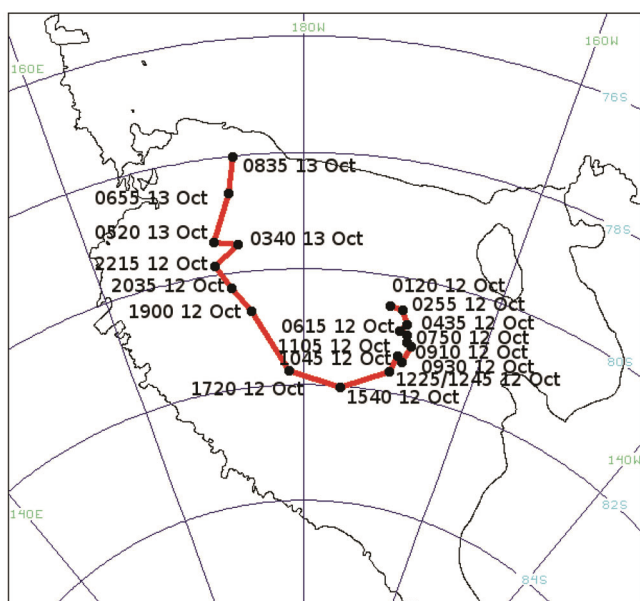 180W
160W
160E
76S
0835 13 Oct
0655 13 Oct
78S
0520 13 Oct
0340 13 Oct
2215 12 Oct
2035 12 Oct
0120 12 Oct
1900 12 Oct
0255 12 Oct
0615 12 Oct
0435 12 Oct
0750 12 Oct
1105 12 Oct
0910 12 Oct
1045 12 Oct
0930 12 Oct
80S
1225/1245 12 Oct
1720 12 Oct
1540 12 Oct
140W
82S
140E
84S